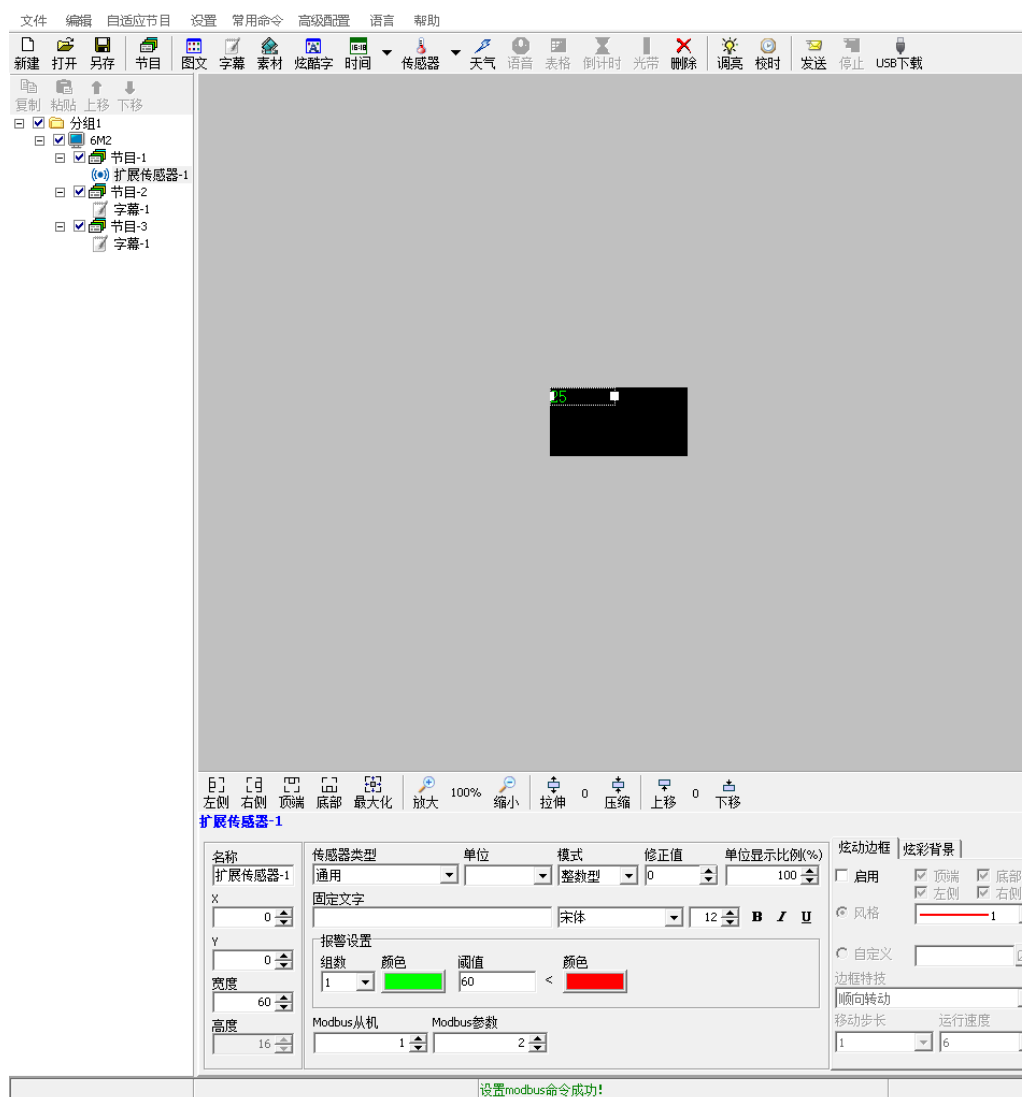 文件 编辑 自适应节目 设置 常用命令 高级配置 语言 帮助
新建 打开 另存 节目 图文 字幕 素材 炫酷字 时间 传感器 天气 语音 表格 倒计时 光带 删除 调亮 校时 发送 停止 USB下载
复制 粘贴 上移 下移
分组1
6M2
节目-1
扩展传感器-1
节目-2
字幕-1
节目-3
字幕-1
25
左侧 右侧 顶端 底部 最大化 放大 100% 缩小 拉伸 0 压缩 上移 0 下移
扩展传感器-1
名称 传感器类型 单位 模式 修正值 单位显示比例(%) 炫动边框 炫彩背景
扩展传感器-1 通用 整数型 0 100 启用 顶端 底部
左侧 右侧
X 固定文字
0 宋体 12 B I U 风格 1
Y 报警设置
0 组数 颜色 阈值 颜色 自定义
1 60 <
宽度 边框特技
60 顺向转动
高度 Modbus从机 Modbus参数 移动步长 运行速度
16 1 2 1 6
设置modbus命令成功!